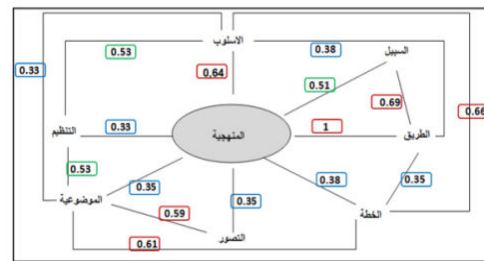 الاسلوب
السبيل
0.53
0.38
0.33
0.64
0.51
0.69
0.66
التنظيم
0.33
المنهجية
1
الطريق
0.53
0.35
0.38
0.35
الموضوعية
0.35
0.59
الخطة
التصور
0.61